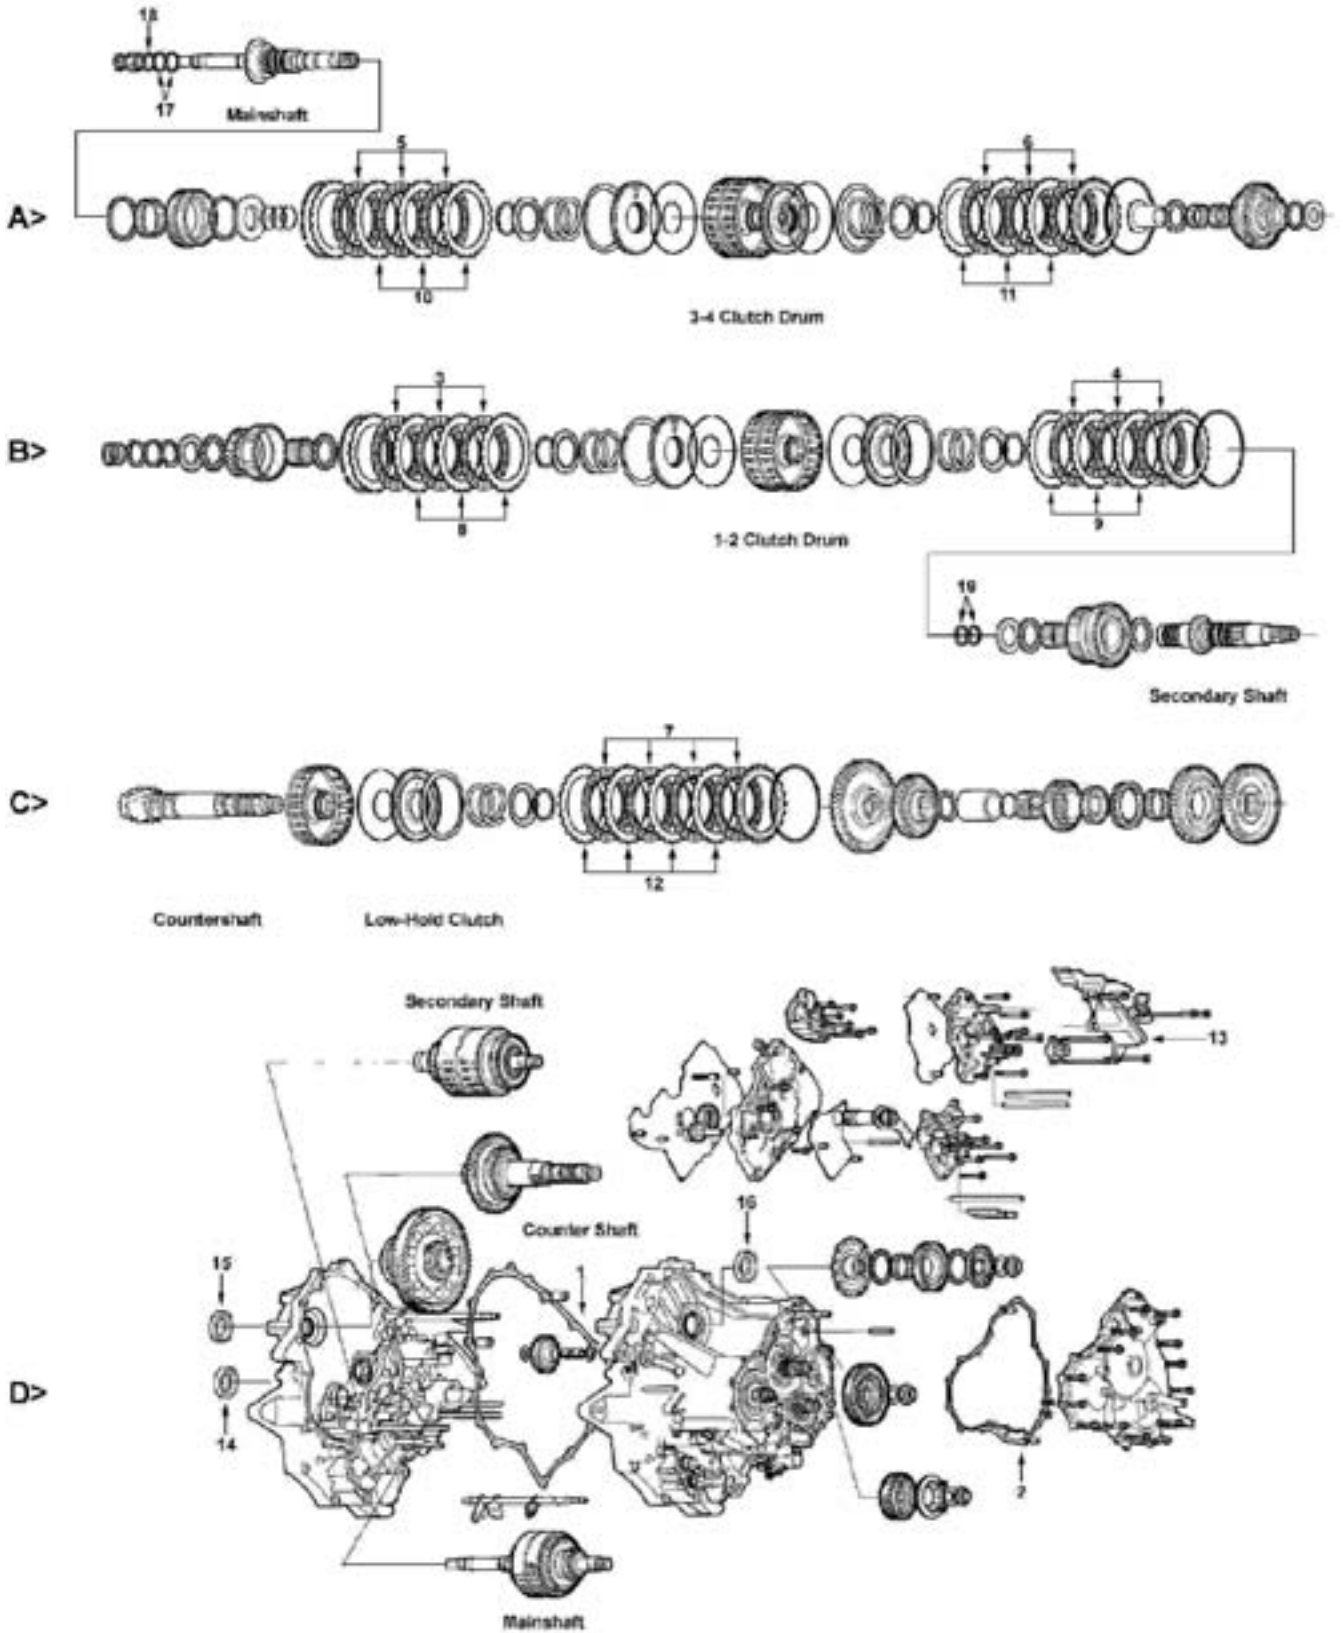 18
17
Mainshaft
5
6
A>
10
11
3-4 Clutch Drum
3
4
B>
8
9
1-2 Clutch Drum
19
Secondary Shaft
7
C>
12
Countershaft
Low-Hold Clutch
Secondary Shaft
13
16
Counter Shaft
15
1
D>
14
2
Mainshaft